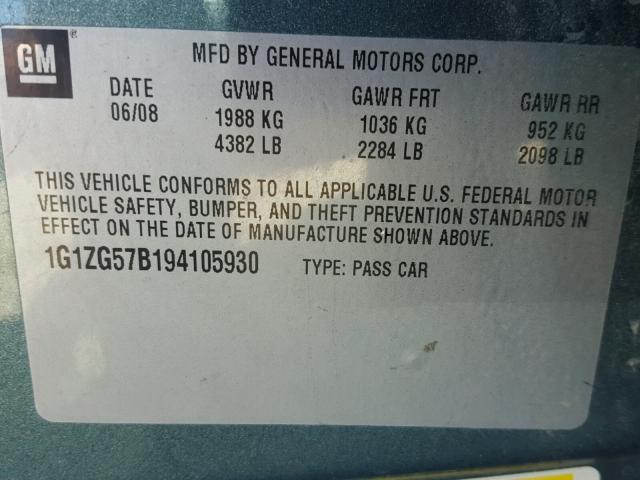 GM ® MFD BY GENERAL MOTORS CORP.
DATE GVWR GAWR FRT GAWR RR
06/08 1988 KG 1036 KG 952 KG
4382 LB 2284 LB 2098 LB
THIS VEHICLE CONFORMS TO ALL APPLICABLE U.S. FEDERAL MOTOR
VEHICLE SAFETY, BUMPER, AND THEFT PREVENTION STANDARDS IN
EFFECT ON THE DATE OF MANUFACTURE SHOWN ABOVE.
1G1ZG57B194105930 TYPE: PASS CAR